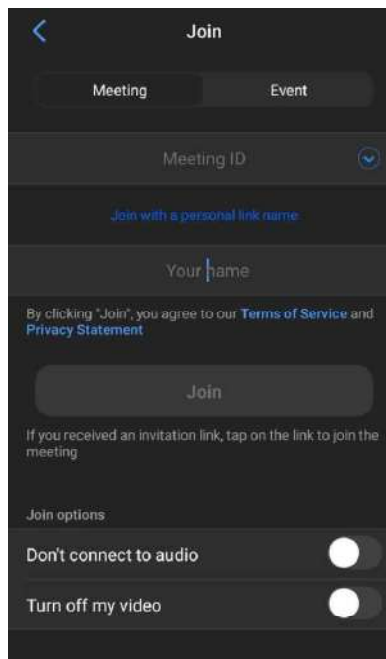 Join
Meeting Event
Meeting ID
Join with a personal link name
Your name
By clicking "Join", you agree to our Terms of Service and
Privacy Statement
Join
If you received an invitation link, tap on the link to join the
meeting
Join options
Don't connect to audio
Turn off my video